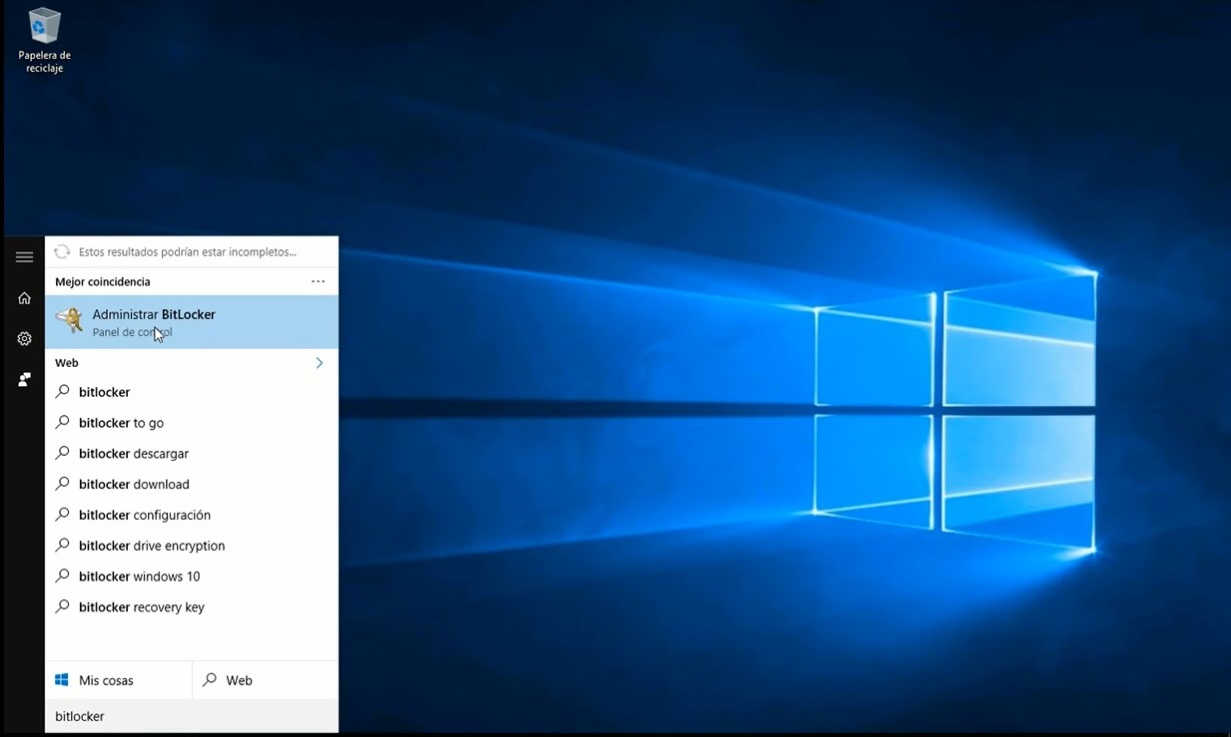 Papelera de
reciclaje
Estos resultados podrían estar incompletos...
Mejor coincidencia
Administrar BitLocker
Panel de control
Web
bitlocker
bitlocker to go
bitlocker descargar
bitlocker download
bitlocker configuración
bitlocker drive encryption
bitlocker windows 10
bitlocker recovery key
Mis cosas
Web
bitlocker